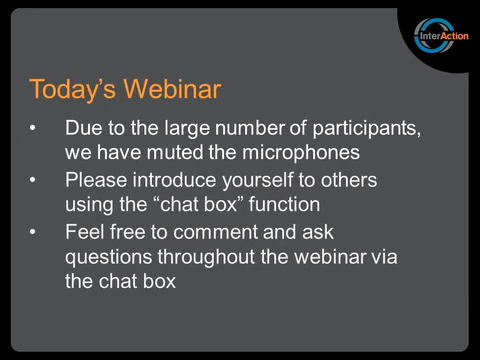 InterAction
Today's Webinar
• Due to the large number of participants,
we have muted the microphones
• Please introduce yourself to others
using the “chat box” function
• Feel free to comment and ask
questions throughout the webinar via
the chat box